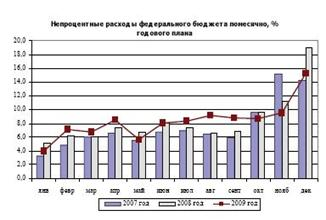 Непроцентные расходы федерального бюджета помесячно, %
годового плана
20,0
18,0
16,0
14,0
12,0
10,0
8,0
6,0
4,0
2,0
0,0
янв февр мар апр май июн июл авг сент окт нояб дек
2007 год 2008 год 2009 год